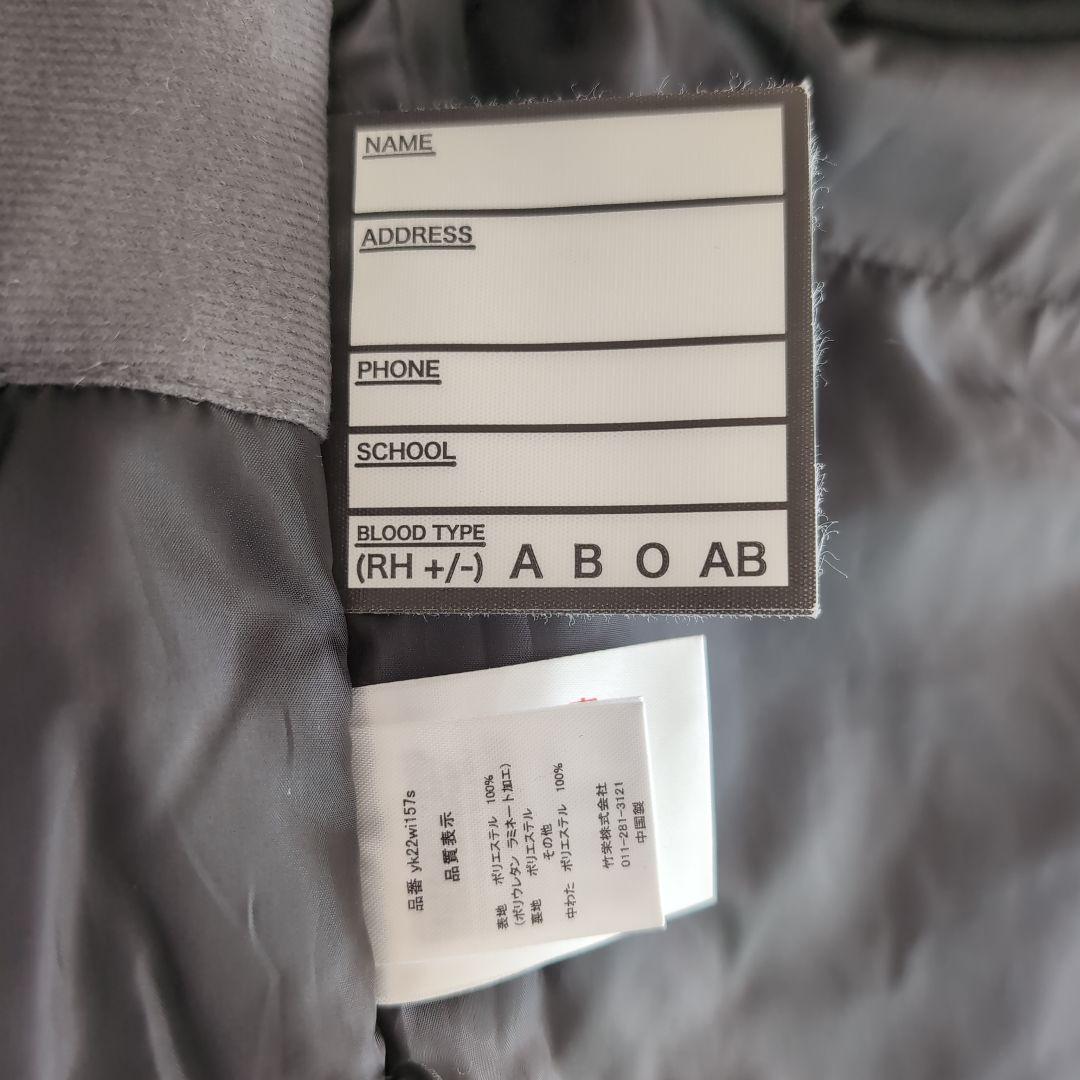 NAME
ADDRESS
PHONE
SCHOOL
BLOOD TYPE
(RH +/-) A B O AB
品番 yk22wi157s
品質表示
表地 ポリエステル 100%
(ポリウレタン ラミネート加工)
裏地 ポリエステル
その他
中わた ポリエステル 100%
竹栄株式会社
011-281-3121
中国製